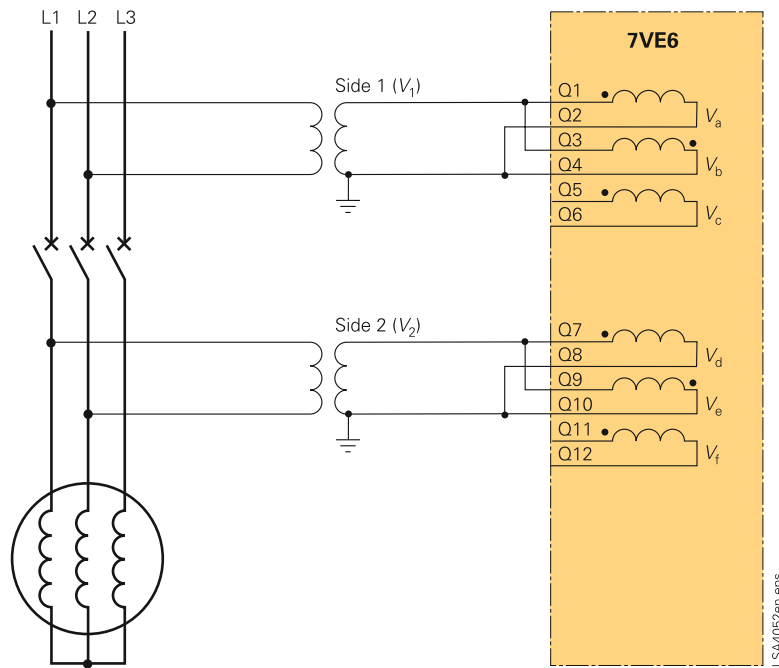 L1 L2 L3
7VE6
Side 1 (V1)
Q1
Q2
Va
Q3
Q4
Vb
Q5
Q6
Vc
Side 2 (V2)
Q7
Q8
Vd
Q9
Q10
Ve
Q11
Q12
Vf
SA4052en.eps